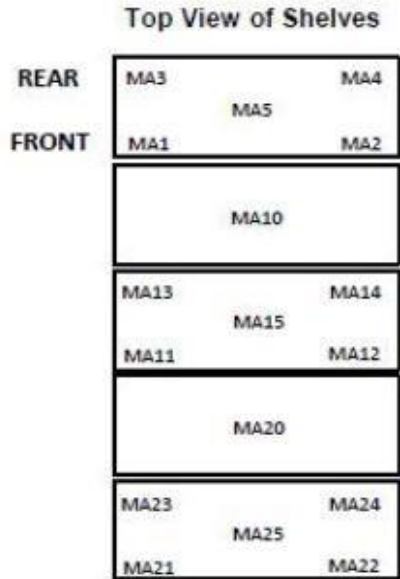 Top View of Shelves
REAR MA3 MA4
MA5
FRONT MA1 MA2
MA10
MA13 MA14
MA15
MA11 MA12
MA20
MA23 MA24
MA25
MA21 MA22